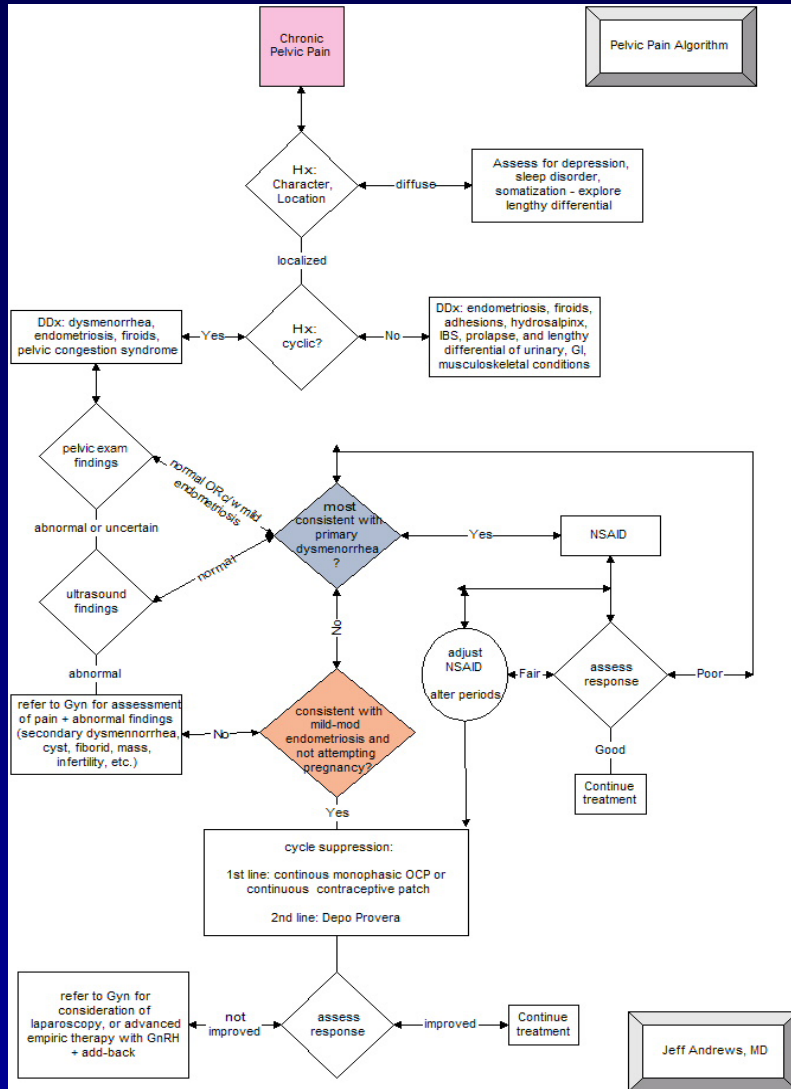 Chronic
Pelvic Pain
Pelvic Pain Algorithm
Hx:
Character,
Location
diffuse
Assess for depression,
sleep disorder,
somatization - explore
lengthy differential
localized
DDx: dysmenorrhea,
endometriosis, firoids,
pelvic congestion syndrome
Yes
Hx:
cyclic?
No
DDx: endometriosis, firoids,
adhesions, hydrosalpinx,
IBS, prolapse, and lengthy
differential of urinary, GI,
musculoskeletal conditions
pelvic exam
findings
normal OR c/w mild
endometriosis
most
consistent with
primary
dysmenorrhea
?
Yes
NSAID
abnormal or uncertain
normal
ultrasound
findings
No
adjust
NSAID
alter periods
Fair
assess
response
Poor
abnormal
refer to Gyn for assessment
of pain + abnormal findings
(secondary dysmennorrhea,
cyst, fiborid, mass,
infertility, etc.)
No
consistent with
mild-mod
endometriosis and
not attempting
pregnancy?
Good
Continue
treatment
Yes
cycle suppression:
1st line: continous monophasic OCP or
continuous contraceptive patch
2nd line: Depo Provera
refer to Gyn for
consideration of
laparoscopy, or advanced
empiric therapy with GnRH
+ add-back
not
improved
assess
response
improved
Continue
treatment
Jeff Andrews, MD